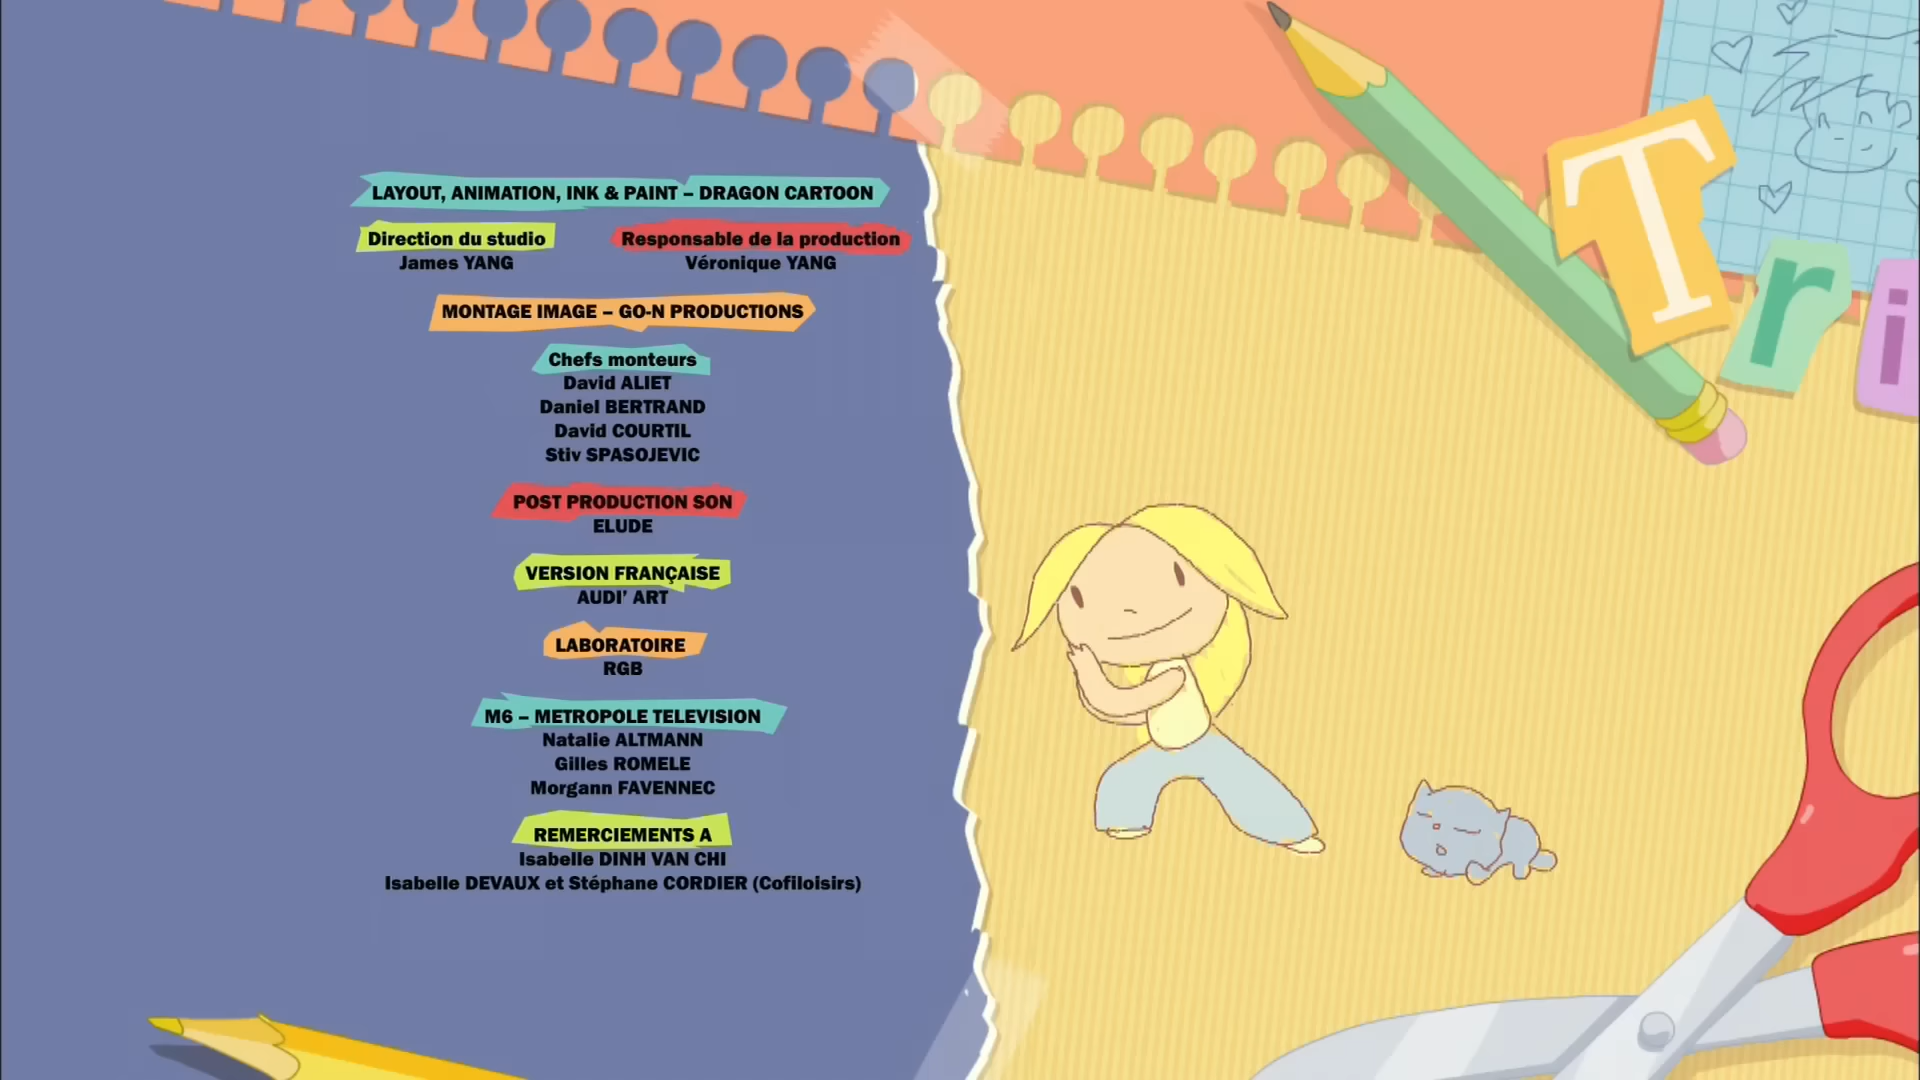 LAYOUT, ANIMATION, INK & PAINT – DRAGON CARTOON
Direction du studio
James YANG
Responsable de la production
Véronique YANG
MONTAGE IMAGE – GO-N PRODUCTIONS
Chefs monteurs
David ALIET
Daniel BERTRAND
David COURTIL
Stiv SPASOJEVIC
POST PRODUCTION SON
ELUDE
VERSION FRANÇAISE
AUDI’ ART
LABORATOIRE
RGB
M6 – METROPOLE TELEVISION
Natalie ALTMANN
Gilles ROMELE
Morgann FAVENNEC
REMERCIEMENTS A
Isabelle DINH VAN CHI
Isabelle DEVAUX et Stéphane CORDIER (Cofiloisirs)
Tri